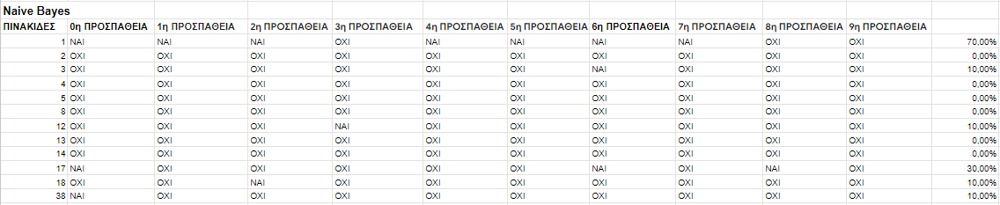 Naive Bayes
ΠΙΝΑΚΙΔΕΣ 0η ΠΡΟΣΠΑΘΕΙΑ 1η ΠΡΟΣΠΑΘΕΙΑ 2η ΠΡΟΣΠΑΘΕΙΑ 3η ΠΡΟΣΠΑΘΕΙΑ 4η ΠΡΟΣΠΑΘΕΙΑ 5η ΠΡΟΣΠΑΘΕΙΑ 6η ΠΡΟΣΠΑΘΕΙΑ 7η ΠΡΟΣΠΑΘΕΙΑ 8η ΠΡΟΣΠΑΘΕΙΑ 9η ΠΡΟΣΠΑΘΕΙΑ
1 ΝΑΙ ΝΑΙ ΝΑΙ ΟΧΙ ΝΑΙ ΝΑΙ ΝΑΙ ΝΑΙ ΟΧΙ ΟΧΙ 70,00%
2 ΟΧΙ ΟΧΙ ΟΧΙ ΟΧΙ ΟΧΙ ΟΧΙ ΟΧΙ ΟΧΙ ΟΧΙ ΟΧΙ 0,00%
3 ΟΧΙ ΟΧΙ ΟΧΙ ΟΧΙ ΟΧΙ ΟΧΙ ΝΑΙ ΟΧΙ ΟΧΙ ΟΧΙ 10,00%
4 ΟΧΙ ΟΧΙ ΟΧΙ ΟΧΙ ΟΧΙ ΟΧΙ ΟΧΙ ΟΧΙ ΟΧΙ ΟΧΙ 0,00%
5 ΟΧΙ ΟΧΙ ΟΧΙ ΟΧΙ ΟΧΙ ΟΧΙ ΟΧΙ ΟΧΙ ΟΧΙ ΟΧΙ 0,00%
8 ΟΧΙ ΟΧΙ ΟΧΙ ΟΧΙ ΟΧΙ ΟΧΙ ΟΧΙ ΟΧΙ ΟΧΙ ΟΧΙ 0,00%
12 ΟΧΙ ΟΧΙ ΟΧΙ ΝΑΙ ΟΧΙ ΟΧΙ ΟΧΙ ΟΧΙ ΟΧΙ ΟΧΙ 10,00%
13 ΟΧΙ ΟΧΙ ΟΧΙ ΟΧΙ ΟΧΙ ΟΧΙ ΟΧΙ ΟΧΙ ΟΧΙ ΟΧΙ 0,00%
14 ΟΧΙ ΟΧΙ ΟΧΙ ΟΧΙ ΟΧΙ ΟΧΙ ΟΧΙ ΟΧΙ ΟΧΙ ΟΧΙ 0,00%
17 ΝΑΙ ΟΧΙ ΟΧΙ ΟΧΙ ΟΧΙ ΟΧΙ ΝΑΙ ΟΧΙ ΝΑΙ ΟΧΙ 30,00%
18 ΟΧΙ ΟΧΙ ΝΑΙ ΟΧΙ ΟΧΙ ΟΧΙ ΟΧΙ ΟΧΙ ΟΧΙ ΟΧΙ 10,00%
38 ΝΑΙ ΟΧΙ ΟΧΙ ΟΧΙ ΟΧΙ ΟΧΙ ΟΧΙ ΟΧΙ ΟΧΙ ΟΧΙ 10,00%